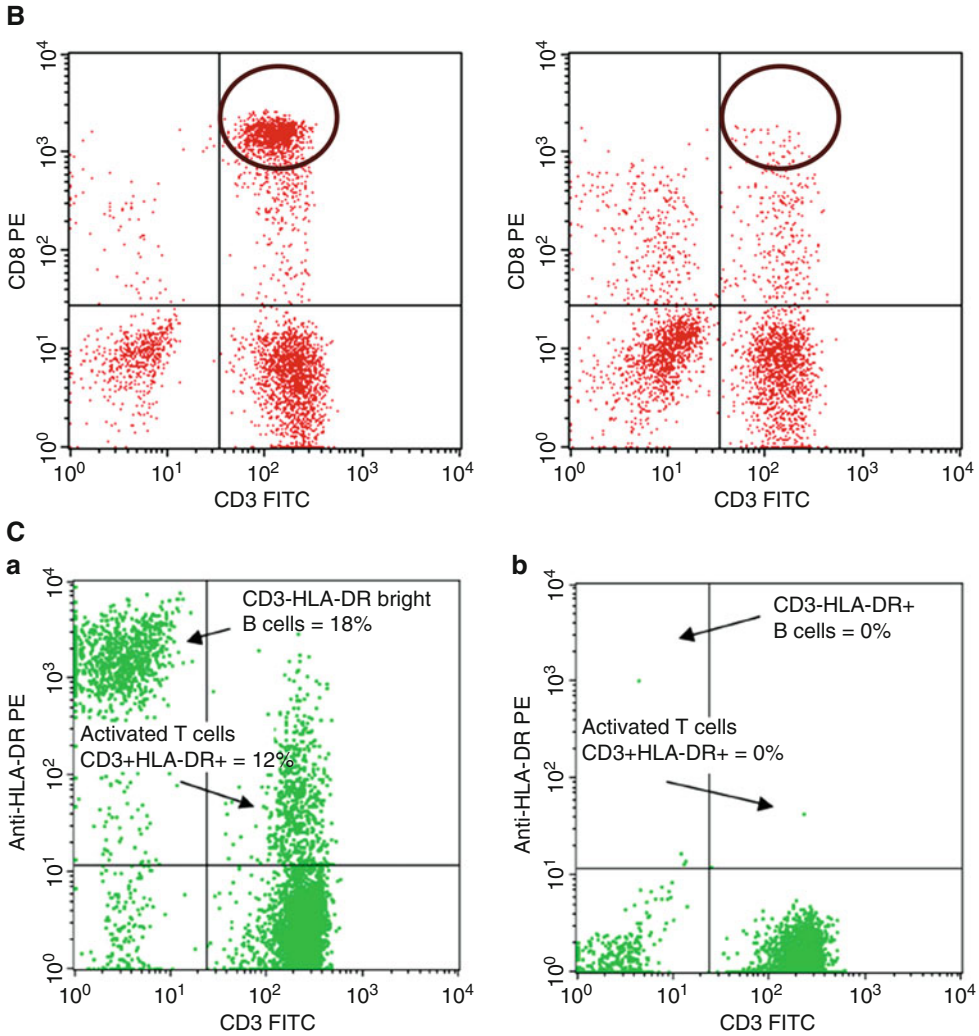 B
10⁴
10³
10²
10¹
10⁰
CD8 PE
10⁰ 10¹ 10² 10³ 10⁴
CD3 FITC
10⁴
10³
10²
10¹
10⁰
CD8 PE
10⁰ 10¹ 10² 10³ 10⁴
CD3 FITC
C
a
10⁴
10³
10²
10¹
10⁰
Anti-HLA-DR PE
CD3-HLA-DR bright
B cells = 18%
Activated T cells
CD3+HLA-DR+ = 12%
10⁰ 10¹ 10² 10³ 10⁴
CD3 FITC
b
10⁴
10³
10²
10¹
10⁰
Anti-HLA-DR PE
CD3-HLA-DR+
B cells = 0%
Activated T cells
CD3+HLA-DR+ = 0%
10⁰ 10¹ 10² 10³ 10⁴
CD3 FITC